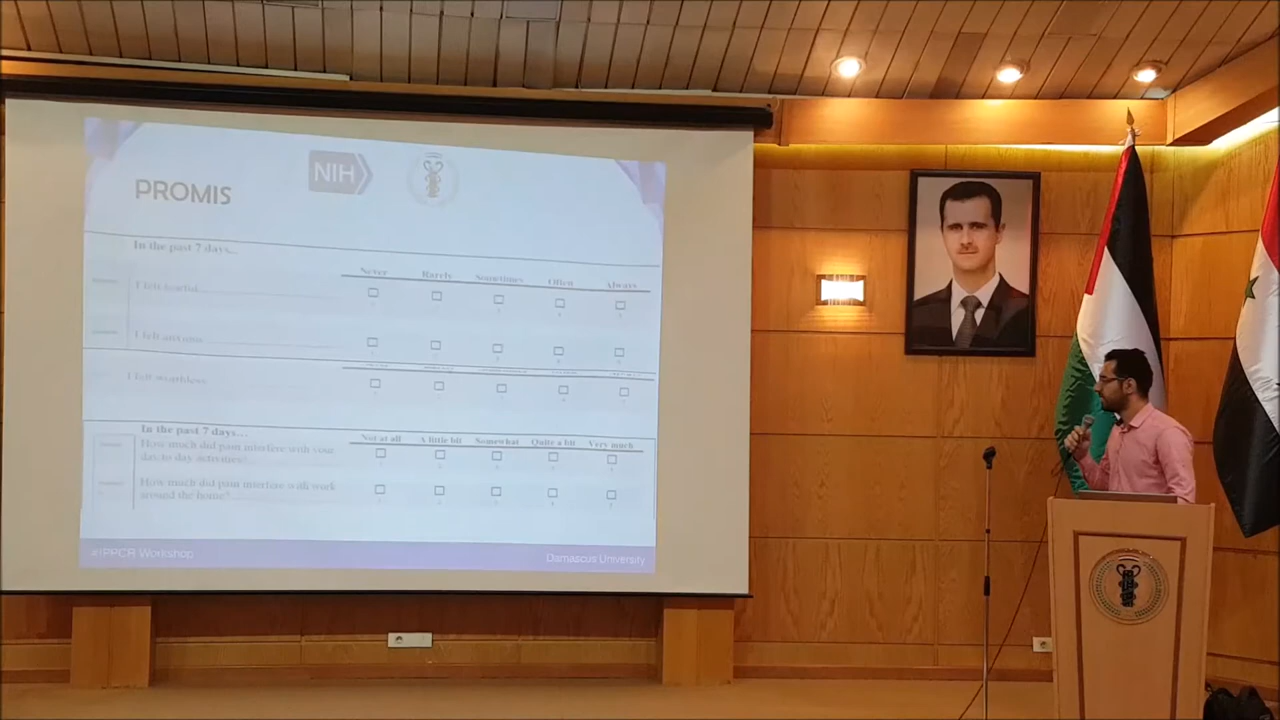 NIH
PROMIS
In the past 7 days...
Never Rarely Sometimes Often Always
I felt fearful
I felt anxious
I felt worthless
In the past 7 days...
Not at all A little bit Somewhat Quite a bit Very much
How much did pain interfere with your
day to day activities?
How much did pain interfere with work
around the home?
#IPPCR Workshop
Damascus University